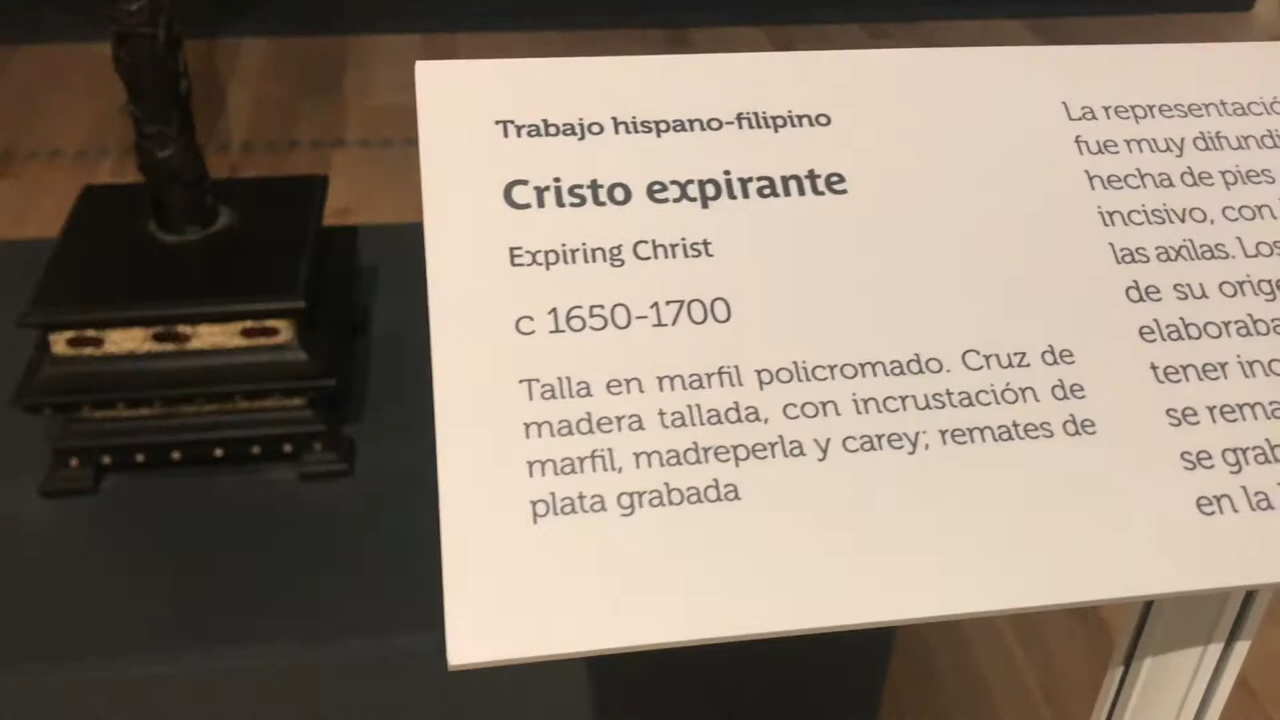 Trabajo hispano-filipino
Cristo expirante
Expiring Christ
c 1650-1700
Talla en marfil policromado. Cruz de
madera tallada, con incrustación de
marfil, madreperla y carey; remates de
plata grabada
La
fue muy
hecha de pies
incisivo, con
las axilas. Los
de su
tener
se
se
en la